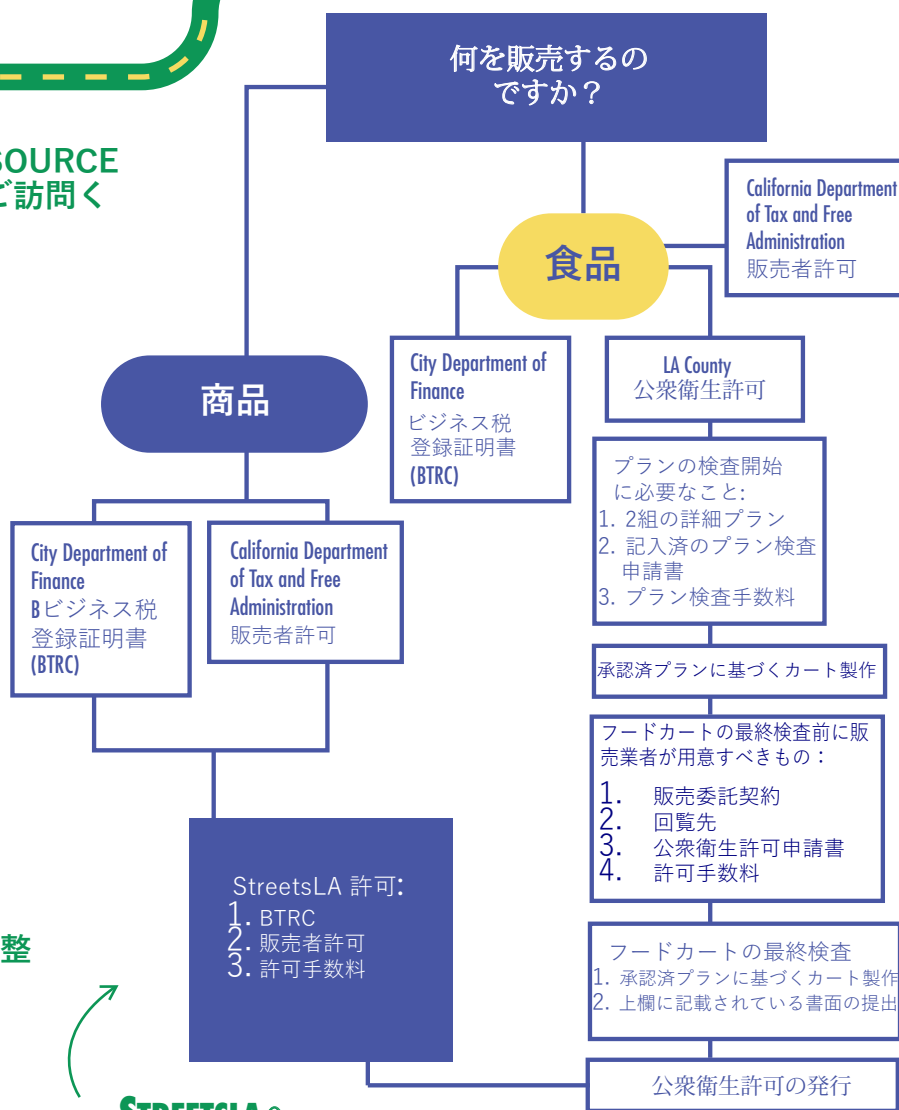 何を販売するの
ですか？
SOURCE
ご訪問く
California Department
of Tax and Free
Administration
販売者許可
食品
City Department of
Finance
ビジネス税
登録証明書
(BTRC)
LA County
公衆衛生許可
商品
プランの検査開始
に必要なこと:
1. 2組の詳細プラン
2. 記入済のプラン検査
申請書
3. プラン検査手数料
City Department of
Finance
Bビジネス税
登録証明書
(BTRC)
California Department
of Tax and Free
Administration
販売者許可
承認済プランに基づくカート製作
フードカートの最終検査前に販
売業者が用意すべきもの：
1. 販売委託契約
2. 回覧先
3. 公衆衛生許可申請書
4. 許可手数料
StreetsLA 許可:
1. BTRC
2. 販売者許可
3. 許可手数料
整
フードカートの最終検査
1. 承認済プランに基づくカート製作
2. 上欄に記載されている書面の提出
公衆衛生許可の発行
STREETSLA の